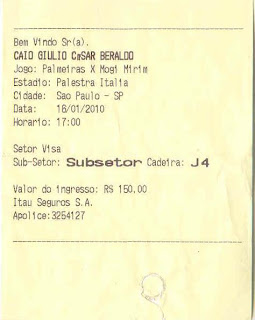 Bem Vindo Sr(a).
CAIO GIULIO CmSAR BERALDO
Jogo: Palmeiras X Mogi Mirim
Estadio: Palestra Italia
Cidade: Sao Paulo - SP
Data: 16/01/2010
Horario: 17:00
Setor Visa
Sub-Setor: Subsetor Cadeira: J4
Valor do ingresso: R$ 150,00
Itau Seguros S.A.
Apolice:3254127